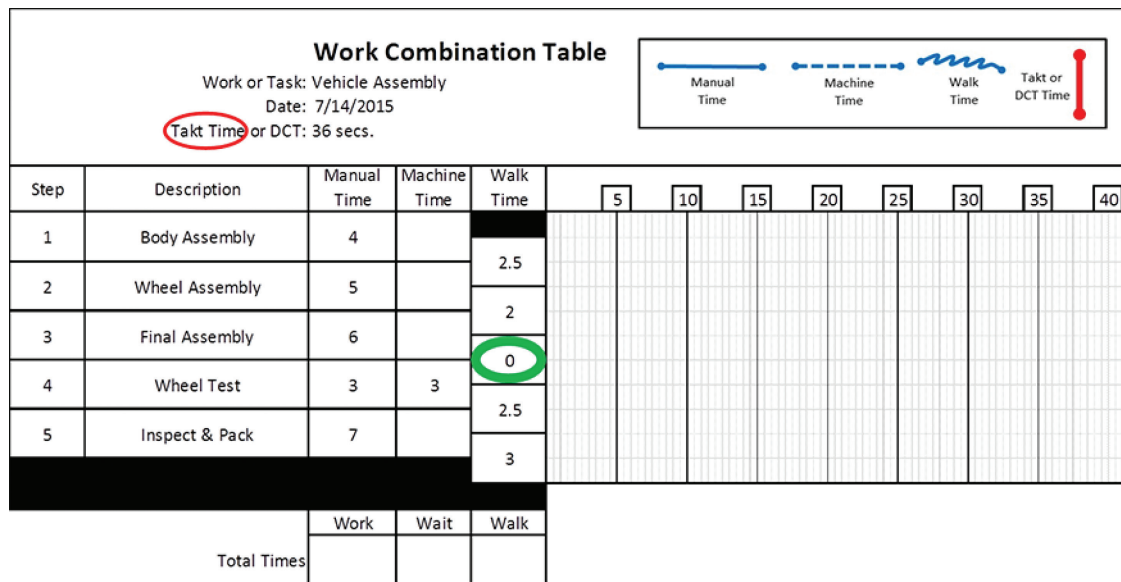 Work Combination Table
Work or Task: Vehicle Assembly
Date: 7/14/2015
Takt Time or DCT: 36 secs.
Manual Time
Machine Time
Walk Time
Takt or DCT Time
Step Description Manual Time Machine Time Walk Time 5 10 15 20 25 30 35 40
1 Body Assembly 4
2.5
2 Wheel Assembly 5
2
3 Final Assembly 6
0
4 Wheel Test 3 3
2.5
5 Inspect & Pack 7
3
Work Wait Walk
Total Times